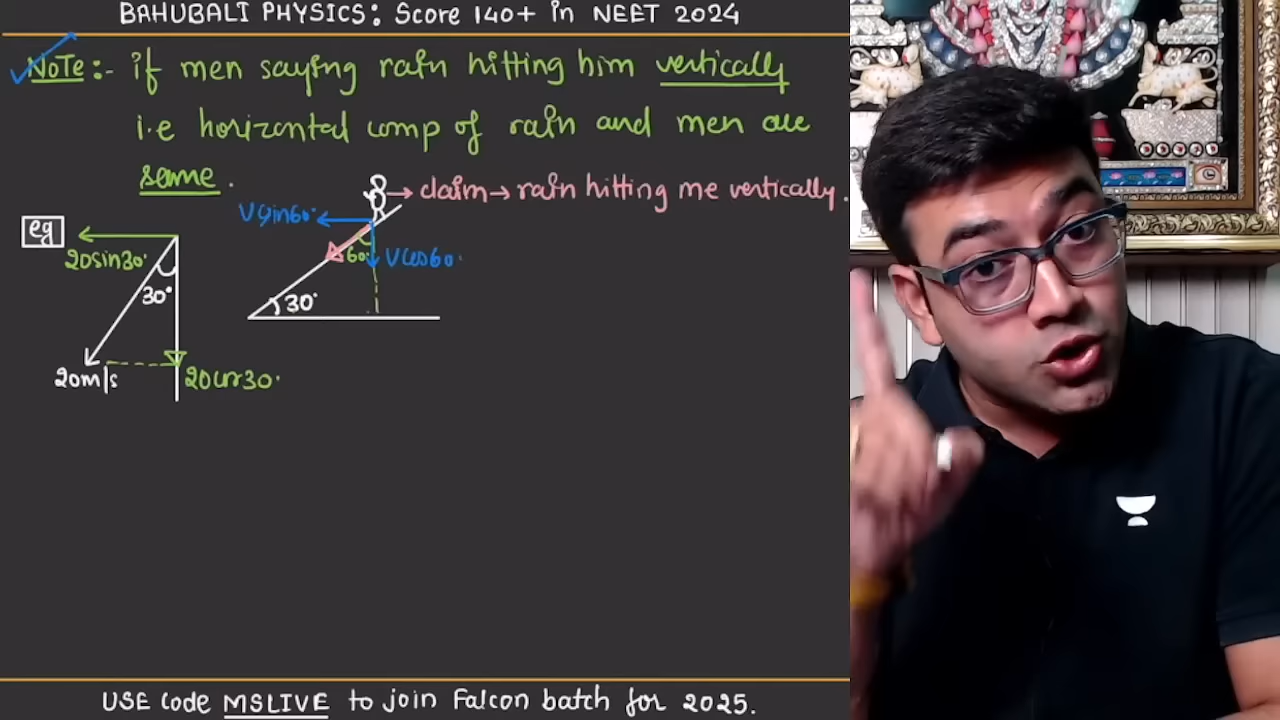 BAHUBALI PHYSICS: Score 140+ in NEET 2024
NOTE:- if men saying rain hitting him vertically
i.e horizontal comp of rain and men are
same.
claim→rain hitting me vertically.
Vsin60°
60°
Vcos60°
30°
eg
20sin30°
30°
20m/s
20cos30°
USE Code MSLIVE to join Falcon batch for 2025.